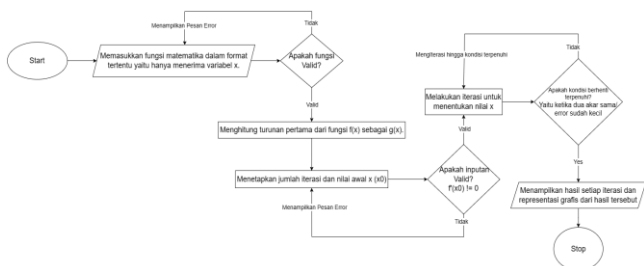 Menampilkan Pesan Error
Tidak
Start
Memasukkan fungsi matematika dalam format
tertentu yaitu hanya menerima variabel x.
Apakah fungsi
Valid?
Valid
Menghitung turunan pertama dari fungsi f(x) sebagai g(x).
Menetapkan jumlah iterasi dan nilai awal x (x0)
Menampilkan Pesan Error
Apakah inputan
Valid?
f'(x0) != 0
Tidak
Valid
Melakukan iterasi untuk
menentukan nilai x
Mengiterasi hingga kondisi terpenuhi
Tidak
Apakah kondisi berhenti
terpenuhi?
Yaitu ketika dua akar sama/
error sudah kecil
Yes
Menampilkan hasil setiap iterasi dan
representasi grafis dari hasil tersebut
Stop